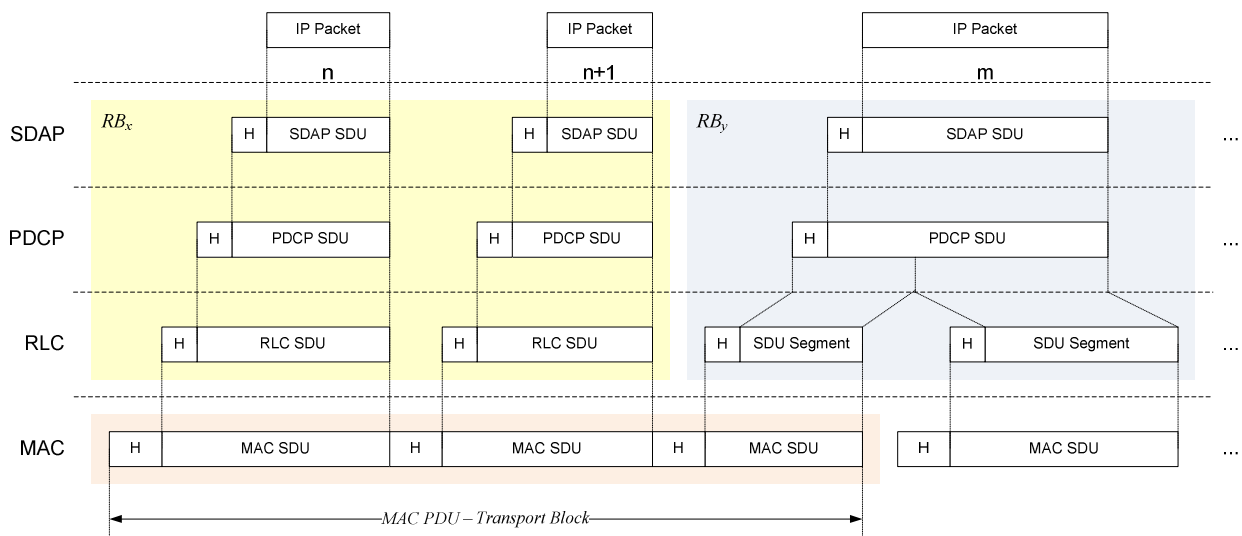 IP Packet IP Packet IP Packet
n n+1 m
RBx RBy
SDAP H SDAP SDU H SDAP SDU H SDAP SDU ...
PDCP H PDCP SDU H PDCP SDU H PDCP SDU ...
RLC H RLC SDU H RLC SDU H SDU Segment H SDU Segment ...
MAC H MAC SDU H MAC SDU H MAC SDU H MAC SDU ...
MAC PDU – Transport Block